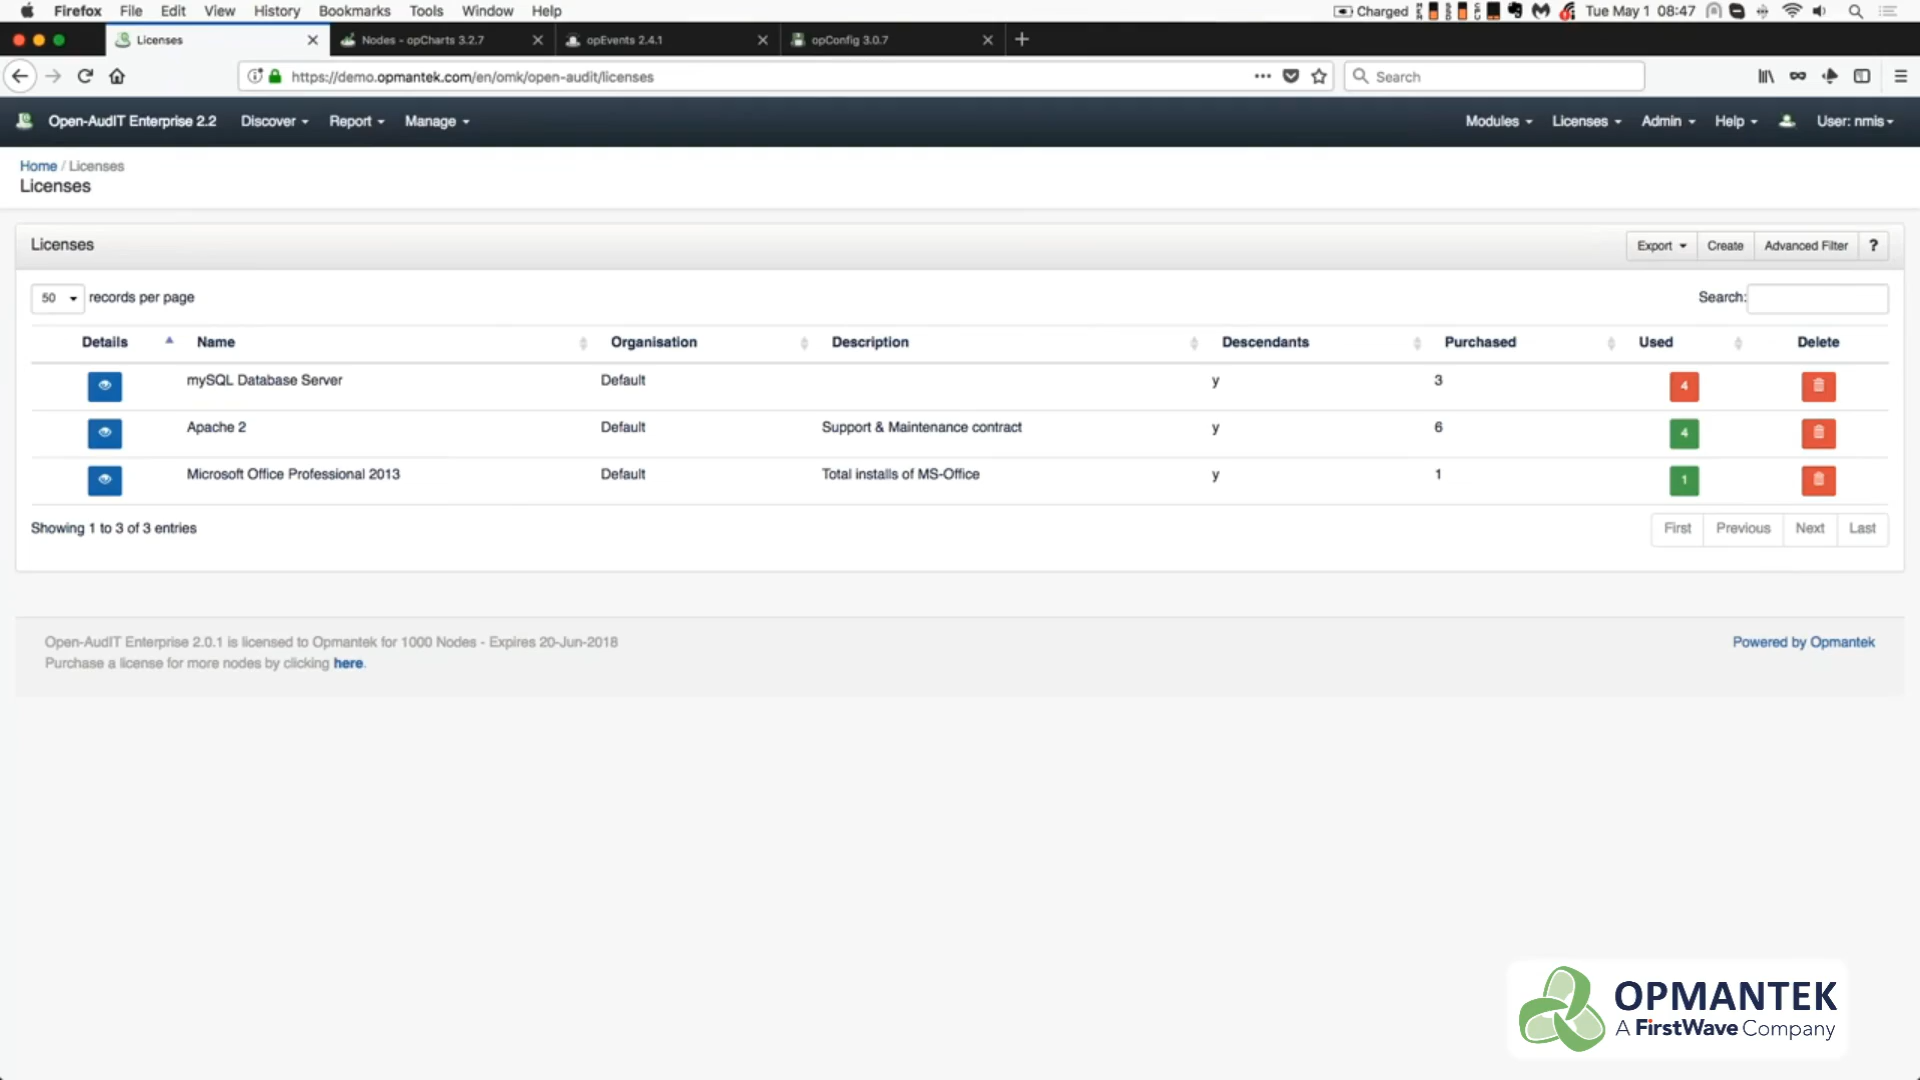 Firefox File Edit View History Bookmarks Tools Window Help Charged Tue May 1 08:47
Licenses Nodes - opCharts 3.2.7 opEvents 2.4.1 opConfig 3.0.7
https://demo.opmantek.com/en/omk/open-audit/licenses Search
Open-AudIT Enterprise 2.2 Discover Report Manage Modules Licenses Admin Help User: nmis
Home / Licenses
Licenses
Licenses Export Create Advanced Filter ?
50 records per page Search:
Details Name Organisation Description Descendants Purchased Used Delete
mySQL Database Server Default y 3 4
Apache 2 Default Support & Maintenance contract y 6 4
Microsoft Office Professional 2013 Default Total installs of MS-Office y 1 1
Showing 1 to 3 of 3 entries First Previous Next Last
Open-AudIT Enterprise 2.0.1 is licensed to Opmantek for 1000 Nodes - Expires 20-Jun-2018 Powered by Opmantek
Purchase a license for more nodes by clicking here.
OPMANTEK
A FirstWave Company